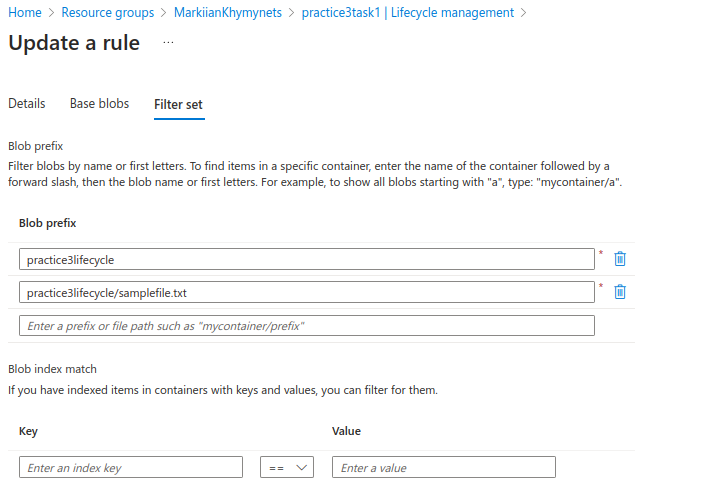 Home > Resource groups > MarkiianKhymynets > practice3task1 | Lifecycle management >
Update a rule ...
Details Base blobs Filter set
Blob prefix
Filter blobs by name or first letters. To find items in a specific container, enter the name of the container followed by a
forward slash, then the blob name or first letters. For example, to show all blobs starting with "a", type: "mycontainer/a".
Blob prefix
practice3lifecycle *
practice3lifecycle/samplefile.txt *
Enter a prefix or file path such as "mycontainer/prefix"
Blob index match
If you have indexed items in containers with keys and values, you can filter for them.
Key Value
Enter an index key == Enter a value